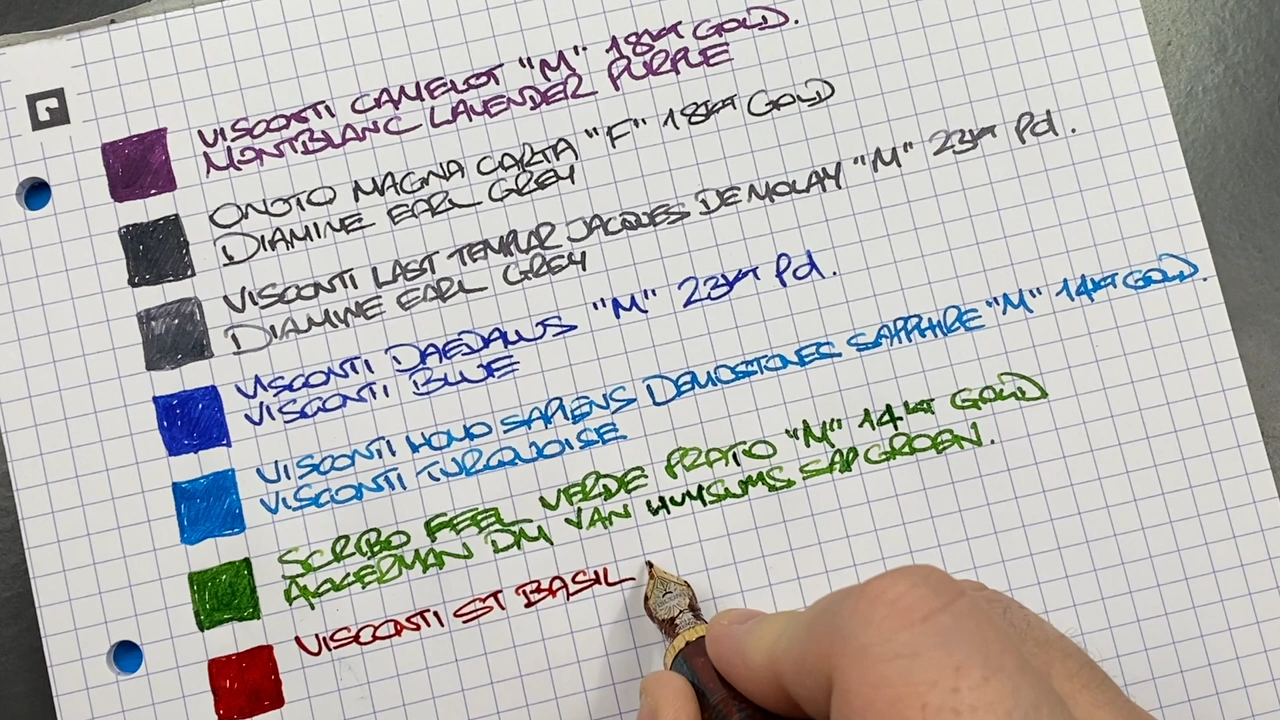 VISCONTI CAMELOT "M" 18KT GOLD.
MONTBLANC LAVENDER PURPLE
ONOTO MAGNA CARTA "F" 18KT GOLD
DIAMINE EARL GREY
VISCONTI LAST TEMPLAR JACQUES DE MOLAY "M" 23KT Pd.
DIAMINE EARL GREY
VISCONTI DAEDALUS "M" 23KT Pd.
VISCONTI BLUE
VISCONTI HOMO SAPIENS DEMOSTONES SAPPHIRE "M" 14KT GOLD.
VISCONTI TURQUOISE
SCRIBO FEEL VERDE PRATO "M" 14KT GOLD
AKKERMAN DM VAN HUYSUMS SAP GROEN.
VISCONTI ST BASIL